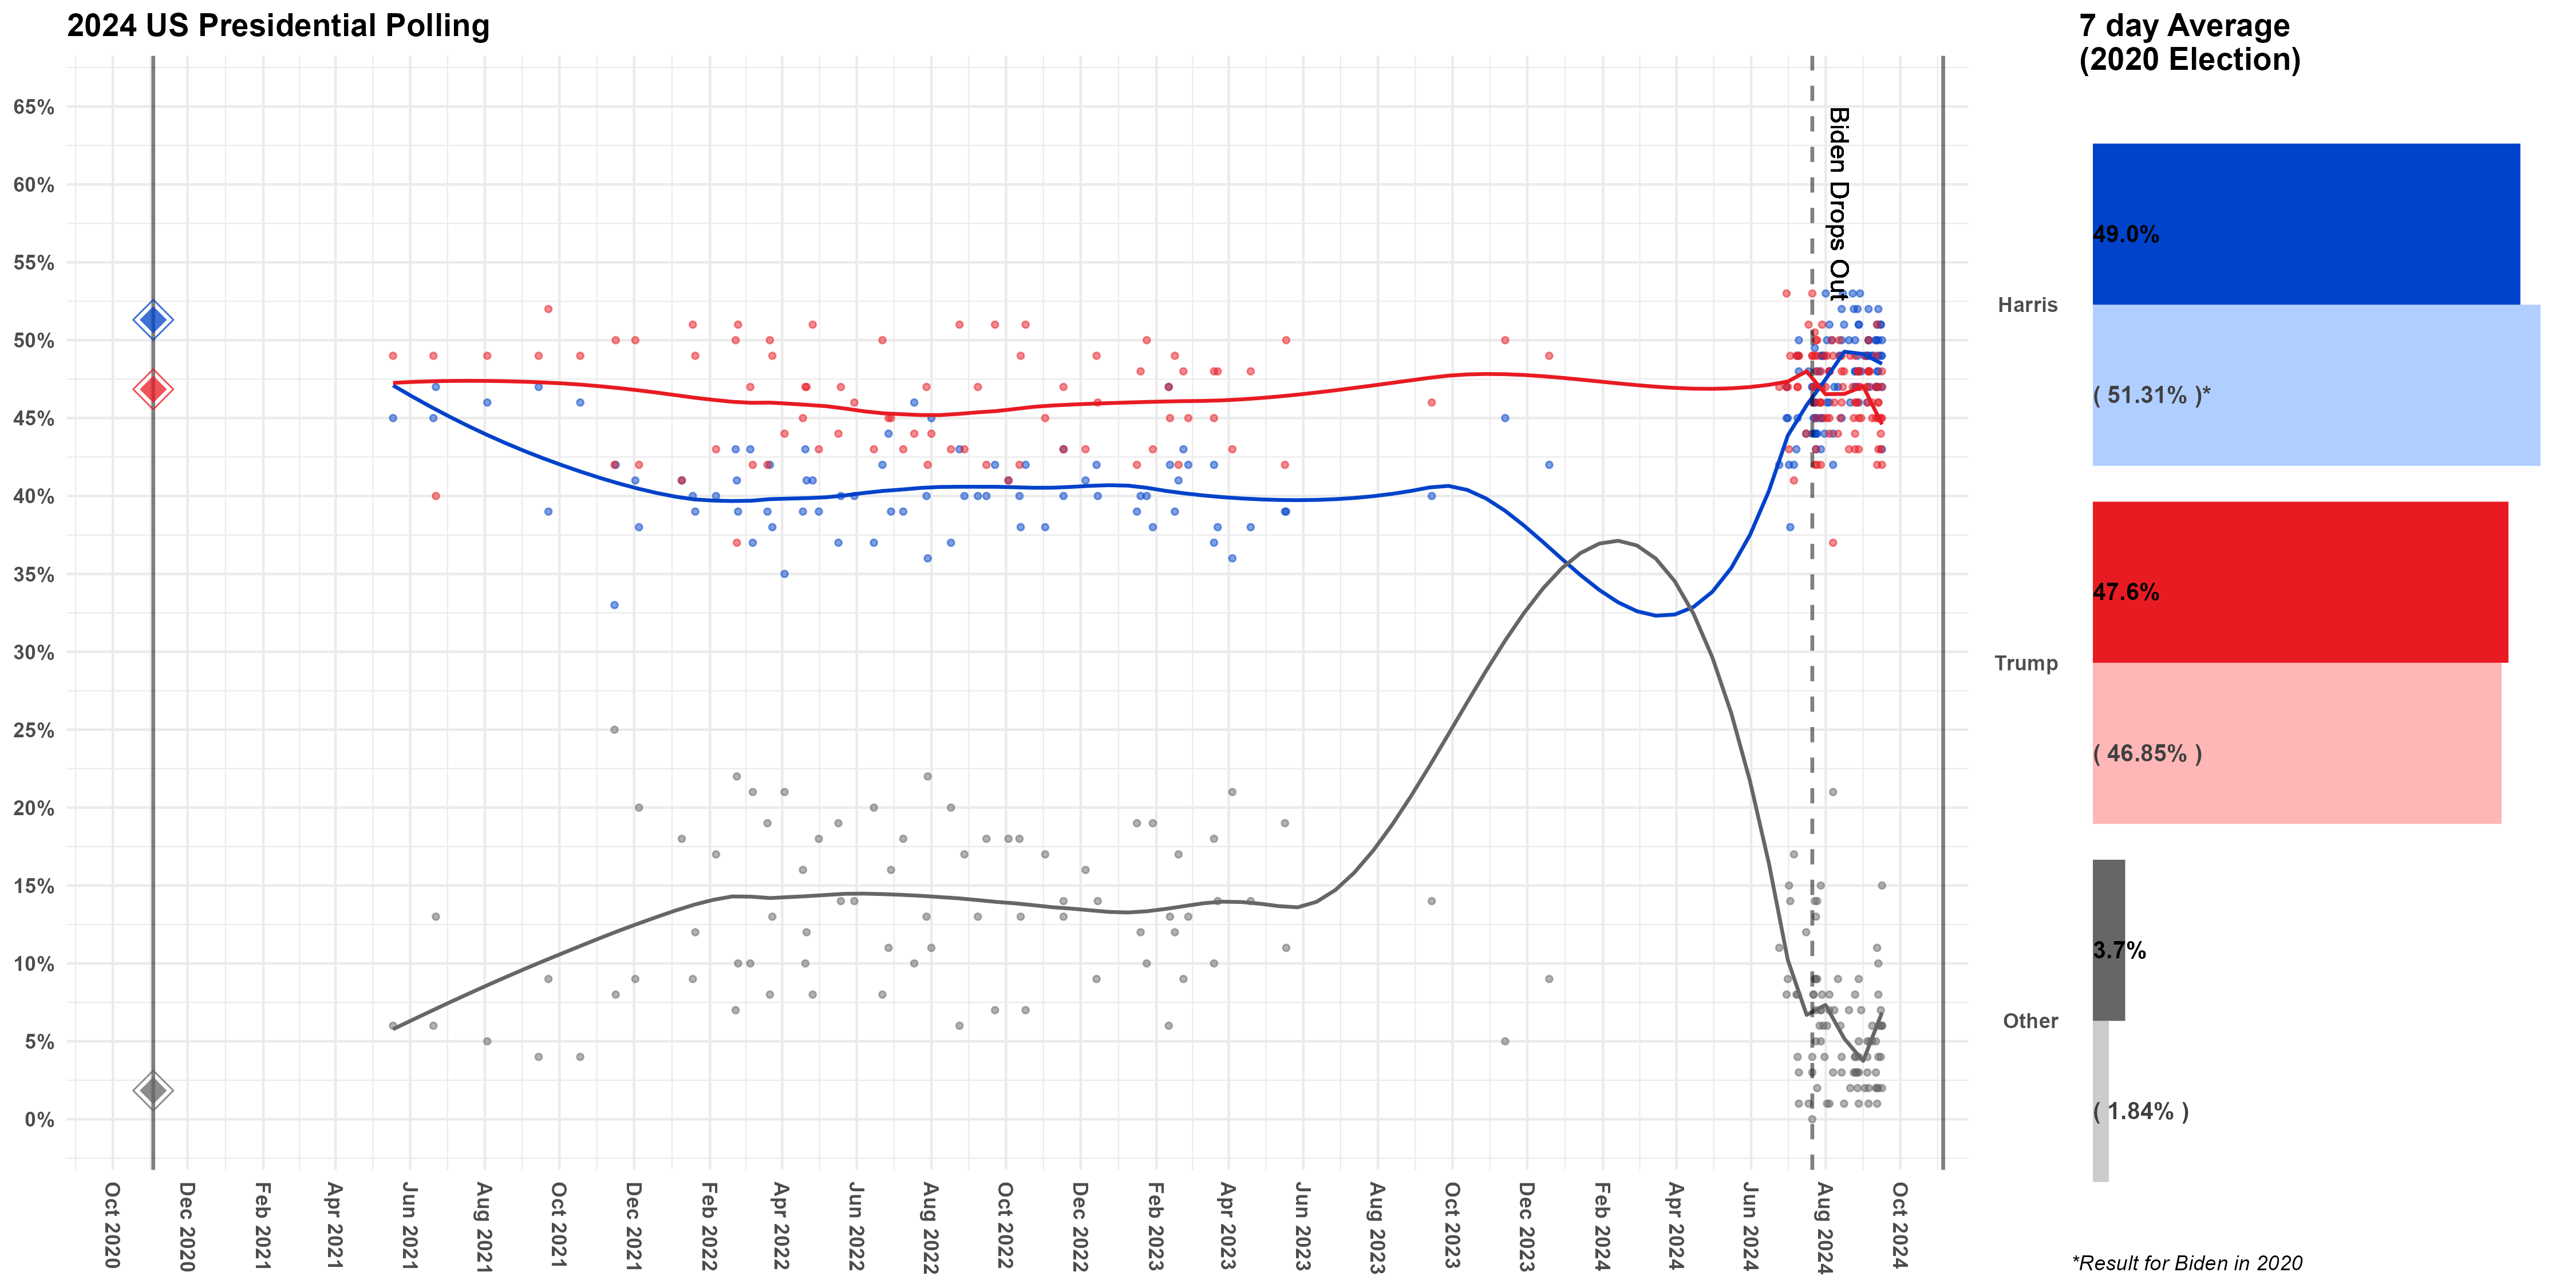 2024 US Presidential Polling
7 day Average
(2020 Election)
65%
60%
55%
50%
45%
40%
35%
30%
25%
20%
15%
10%
5%
0%
Biden Drops Out
Oct 2020
Dec 2020
Feb 2021
Apr 2021
Jun 2021
Aug 2021
Oct 2021
Dec 2021
Feb 2022
Apr 2022
Jun 2022
Aug 2022
Oct 2022
Dec 2022
Feb 2023
Apr 2023
Jun 2023
Aug 2023
Oct 2023
Dec 2023
Feb 2024
Apr 2024
Jun 2024
Aug 2024
Oct 2024
Harris
49.0%
( 51.31% )*
Trump
47.6%
( 46.85% )
Other
3.7%
( 1.84% )
*Result for Biden in 2020